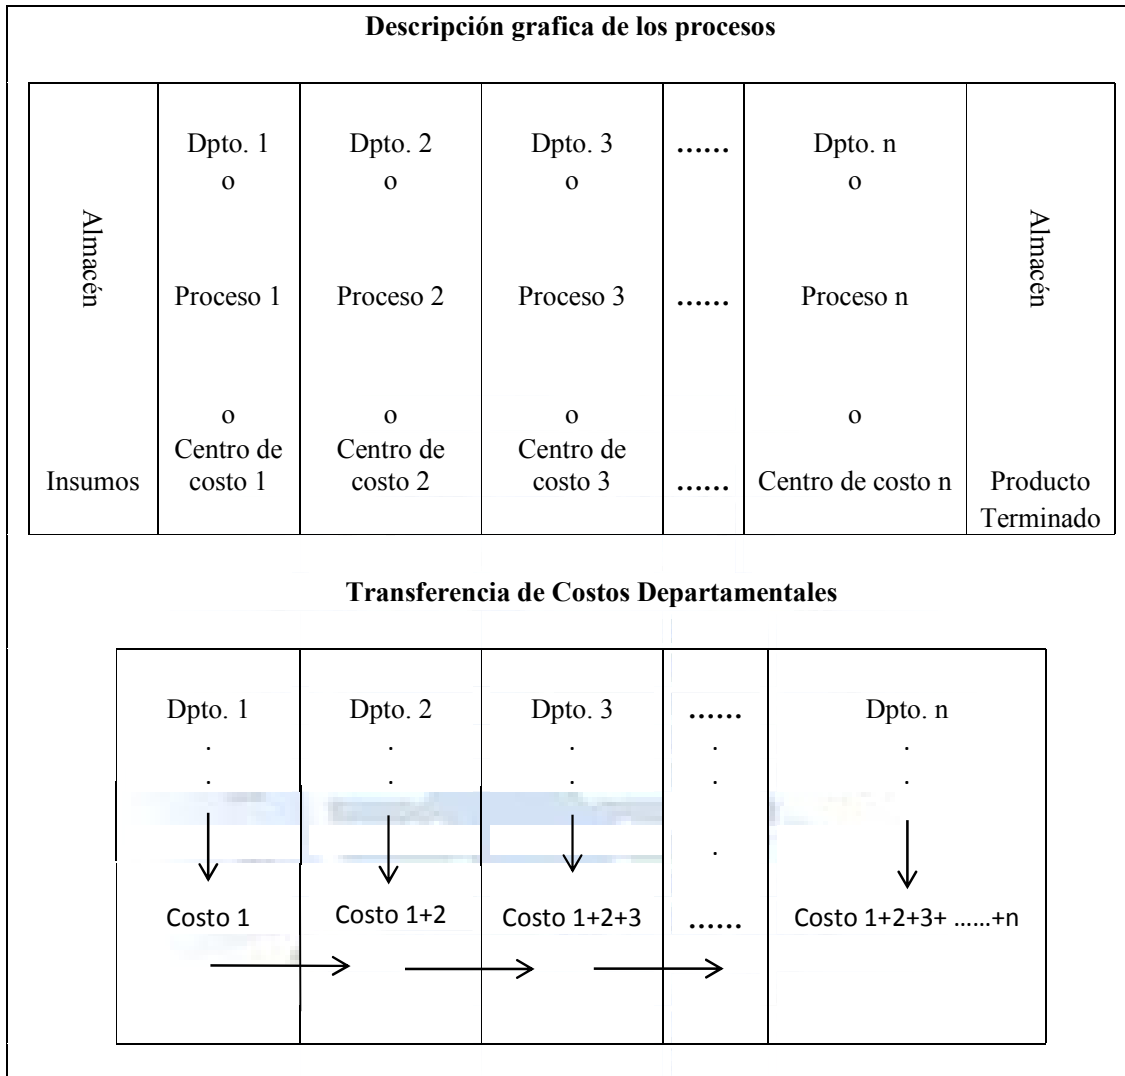 Descripción grafica de los procesos
Dpto. 1 Dpto. 2 Dpto. 3 ...... Dpto. n
o o o o
Almacén Almacén
Proceso 1 Proceso 2 Proceso 3 ...... Proceso n
o o o o
Centro de Centro de Centro de
Insumos costo 1 costo 2 costo 3 ...... Centro de costo n Producto
Terminado
Transferencia de Costos Departamentales
Dpto. 1 Dpto. 2 Dpto. 3 ...... Dpto. n
. . . . .
. . . . .
.
Costo 1 Costo 1+2 Costo 1+2+3 ...... Costo 1+2+3+ ......+n